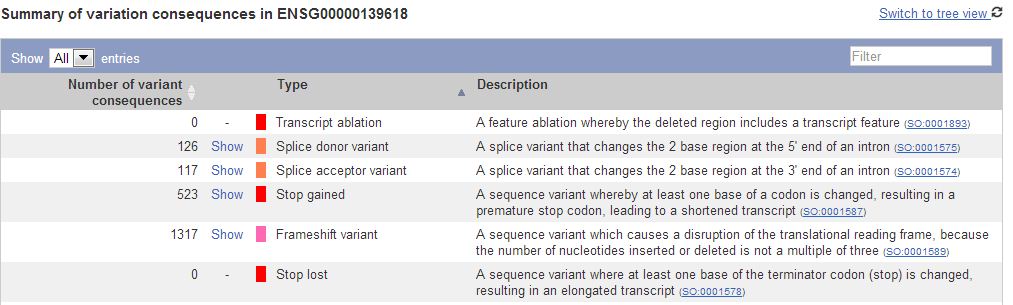 Summary of variation consequences in ENSG00000139618
Switch to tree view
Show All entries
Filter
Number of variant
consequences
Type
Description
0 - Transcript ablation A feature ablation whereby the deleted region includes a transcript feature (SO:0001893)
126 Show Splice donor variant A splice variant that changes the 2 base region at the 5' end of an intron (SO:0001575)
117 Show Splice acceptor variant A splice variant that changes the 2 base region at the 3' end of an intron (SO:0001574)
523 Show Stop gained A sequence variant whereby at least one base of a codon is changed, resulting in a
premature stop codon, leading to a shortened transcript (SO:0001587)
1317 Show Frameshift variant A sequence variant which causes a disruption of the translational reading frame, because
the number of nucleotides inserted or deleted is not a multiple of three (SO:0001589)
0 - Stop lost A sequence variant where at least one base of the terminator codon (stop) is changed,
resulting in an elongated transcript (SO:0001578)